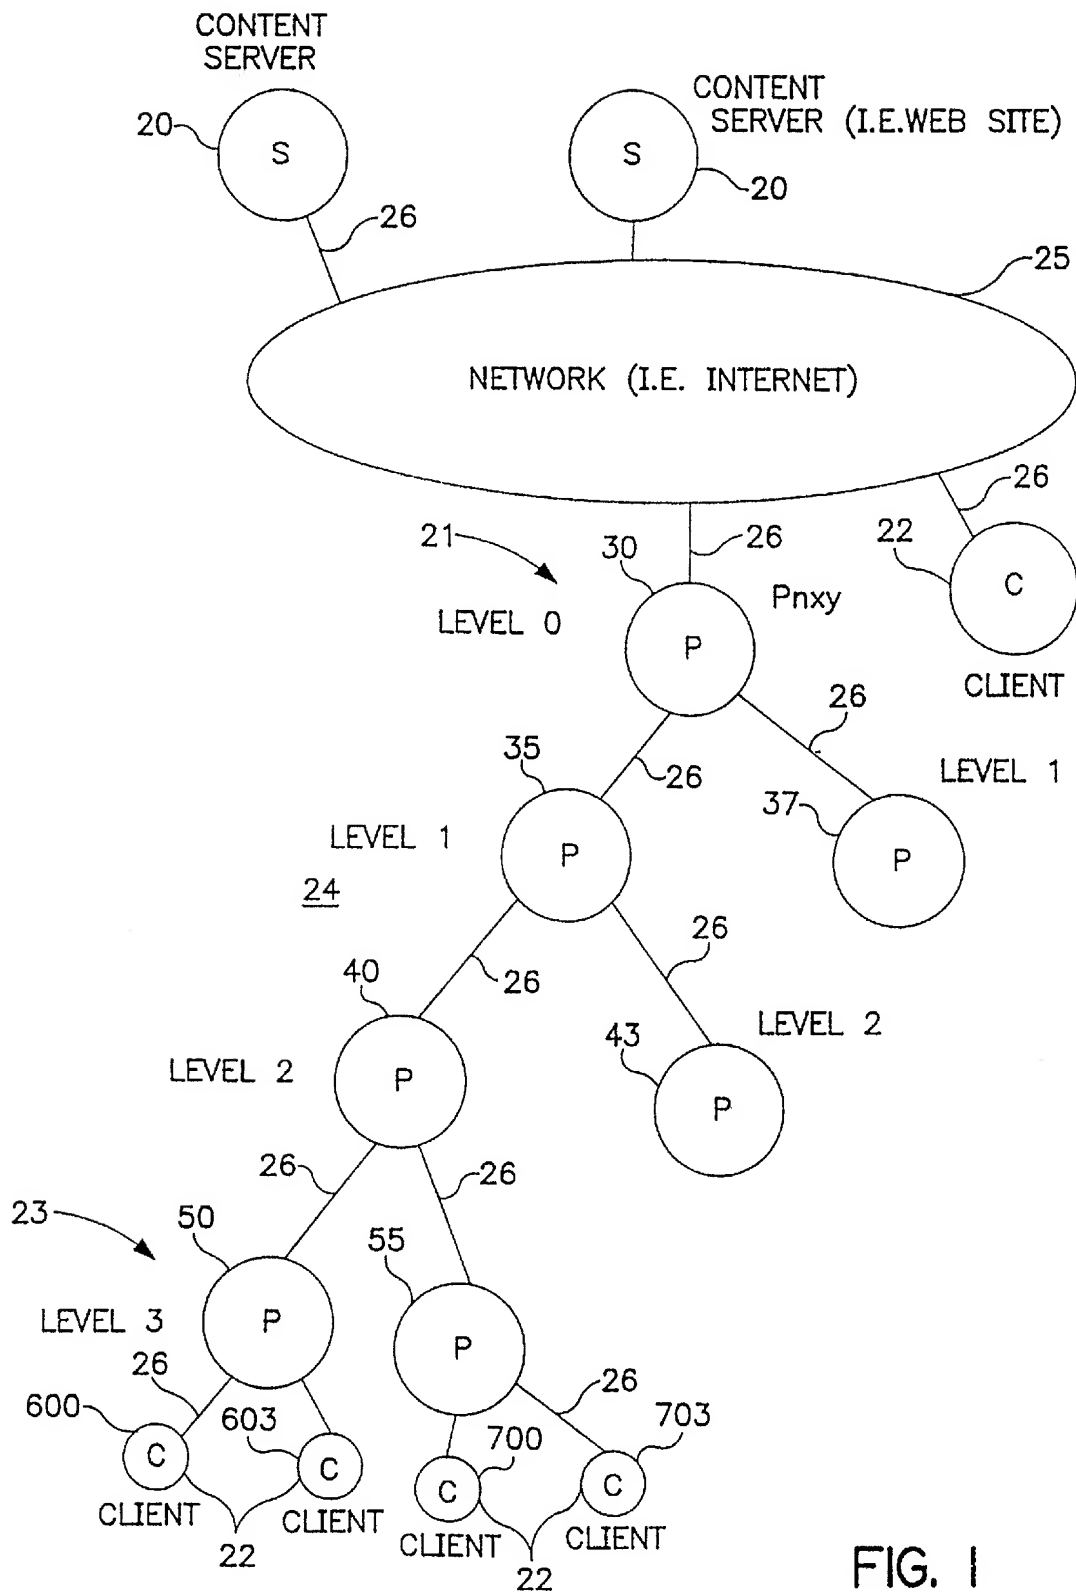 CONTENT
SERVER
20
S
26
CONTENT
SERVER (I.E.WEB SITE)
S
20
25
NETWORK (I.E. INTERNET)
26
21
26
30
22
C
Pnxy
LEVEL 0
P
CLIENT
26
35
26
LEVEL 1
37
LEVEL 1
P
P
24
26
26
40
LEVEL 2
43
LEVEL 2
P
P
26
26
23
50
55
LEVEL 3
P
P
26
26
600
603
700
703
C
C
C
C
CLIENT
CLIENT
CLIENT
CLIENT
22
22
FIG. 1